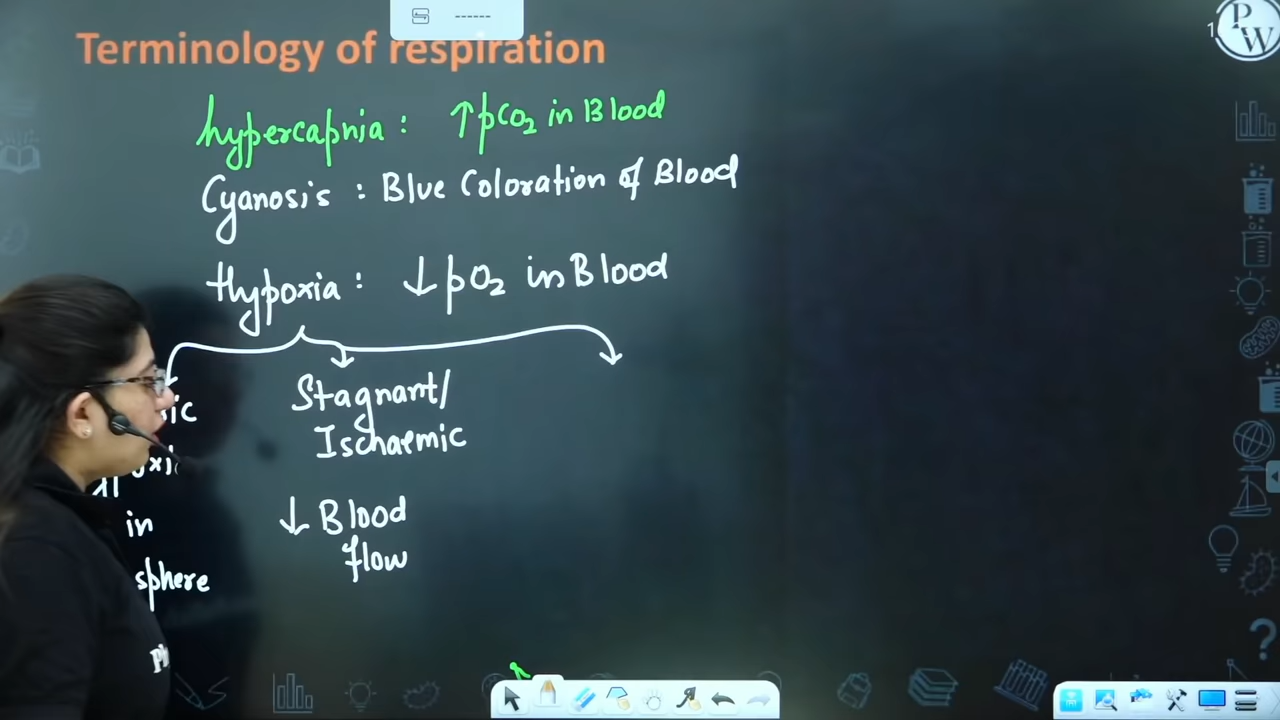 Terminology of respiration
PW
hypercapnia : ↑pCO₂ in Blood
Cyanosis : Blue Coloration of Blood
Hypoxia : ↓ pO₂ in Blood
Stagnant/
Ischaemic
in
↓ Blood
flow
sphere